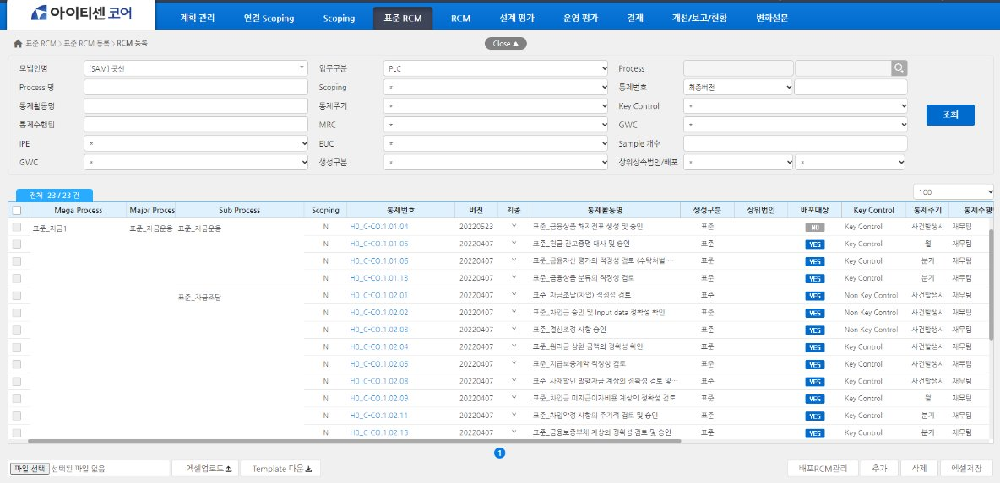 아이티센 코어
계획 관리 연결 Scoping Scoping 표준 RCM RCM 설계 평가 운영 평가 결재 개선/보고/현황 변화설문
표준 RCM > 표준 RCM 등록 > RCM 등록 Close ▲
모법인명 [SAM] 굿센 업무구분 PLC Process
Process 명 Scoping * 통제번호 최종버전
통제활동명 통제주기 * Key Control *
통제수행팀 MRC * GWC * 조회
IPE * EUC * Sample 개수
GWC * 생성구분 * 상위상속법인/배포 * *
전체 23 / 23 건 100
Mega Process Major Proces Sub Process Scoping 통제번호 버전 최종 통제활동명 생성구분 상위법인 배포대상 Key Control 통제주기 통제수행
표준_자금1 표준_자금운용 표준_자금운용 N H0_C-CO.1.01.04 20220523 Y 표준_금융상품 해지전표 생성 및 승인 표준 NO Key Control 사건발생시 재무팀
N H0_C-CO.1.01.05 20220407 Y 표준_현금 잔고증명 대사 및 승인 표준 YES Key Control 월 재무팀
N H0_C-CO.1.01.06 20220407 Y 표준_금융자산 평가의 적정성 검토 (수탁처별 ··· 표준 YES Key Control 분기 재무팀
N H0_C-CO.1.01.13 20220407 Y 표준_금융상품 분류의 적정성 검토 표준 YES Key Control 분기 재무팀
표준_자금조달 N H0_C-CO.1.02.01 20220407 Y 표준_자금조달(차입) 적정성 검토 표준 YES Non Key Control 사건발생시 재무팀
N H0_C-CO.1.02.02 20220407 Y 표준_차입금 승인 및 Input data 정확성 확인 표준 YES Non Key Control 사건발생시 재무팀
N H0_C-CO.1.02.03 20220407 Y 표준_결산조정 사항 승인 표준 YES Non Key Control 사건발생시 재무팀
N H0_C-CO.1.02.04 20220407 Y 표준_원리금 상환 금액의 정확성 확인 표준 YES Key Control 사건발생시 재무팀
N H0_C-CO.1.02.05 20220407 Y 표준_지급보증계약 적정성 검토 표준 YES Key Control 사건발생시 재무팀
N H0_C-CO.1.02.08 20220407 Y 표준_사채할인 발행차금 계상의 정확성 검토 및··· 표준 YES Key Control 사건발생시 재무팀
N H0_C-CO.1.02.09 20220407 Y 표준_차입금 미지급이자비용 계상의 정확성 검토 표준 YES Key Control 월 재무팀
N H0_C-CO.1.02.11 20220407 Y 표준_차입약정 사항의 주기적 검토 및 승인 표준 YES Key Control 분기 재무팀
N H0_C-CO.1.02.13 20220407 Y 표준_금융보증부채 계상의 정확성 검토 및 승인 표준 YES Key Control 분기 재무팀
1
파일 선택 선택된 파일 없음 엑셀업로드 Template 다운 배포RCM관리 추가 삭제 엑셀저장